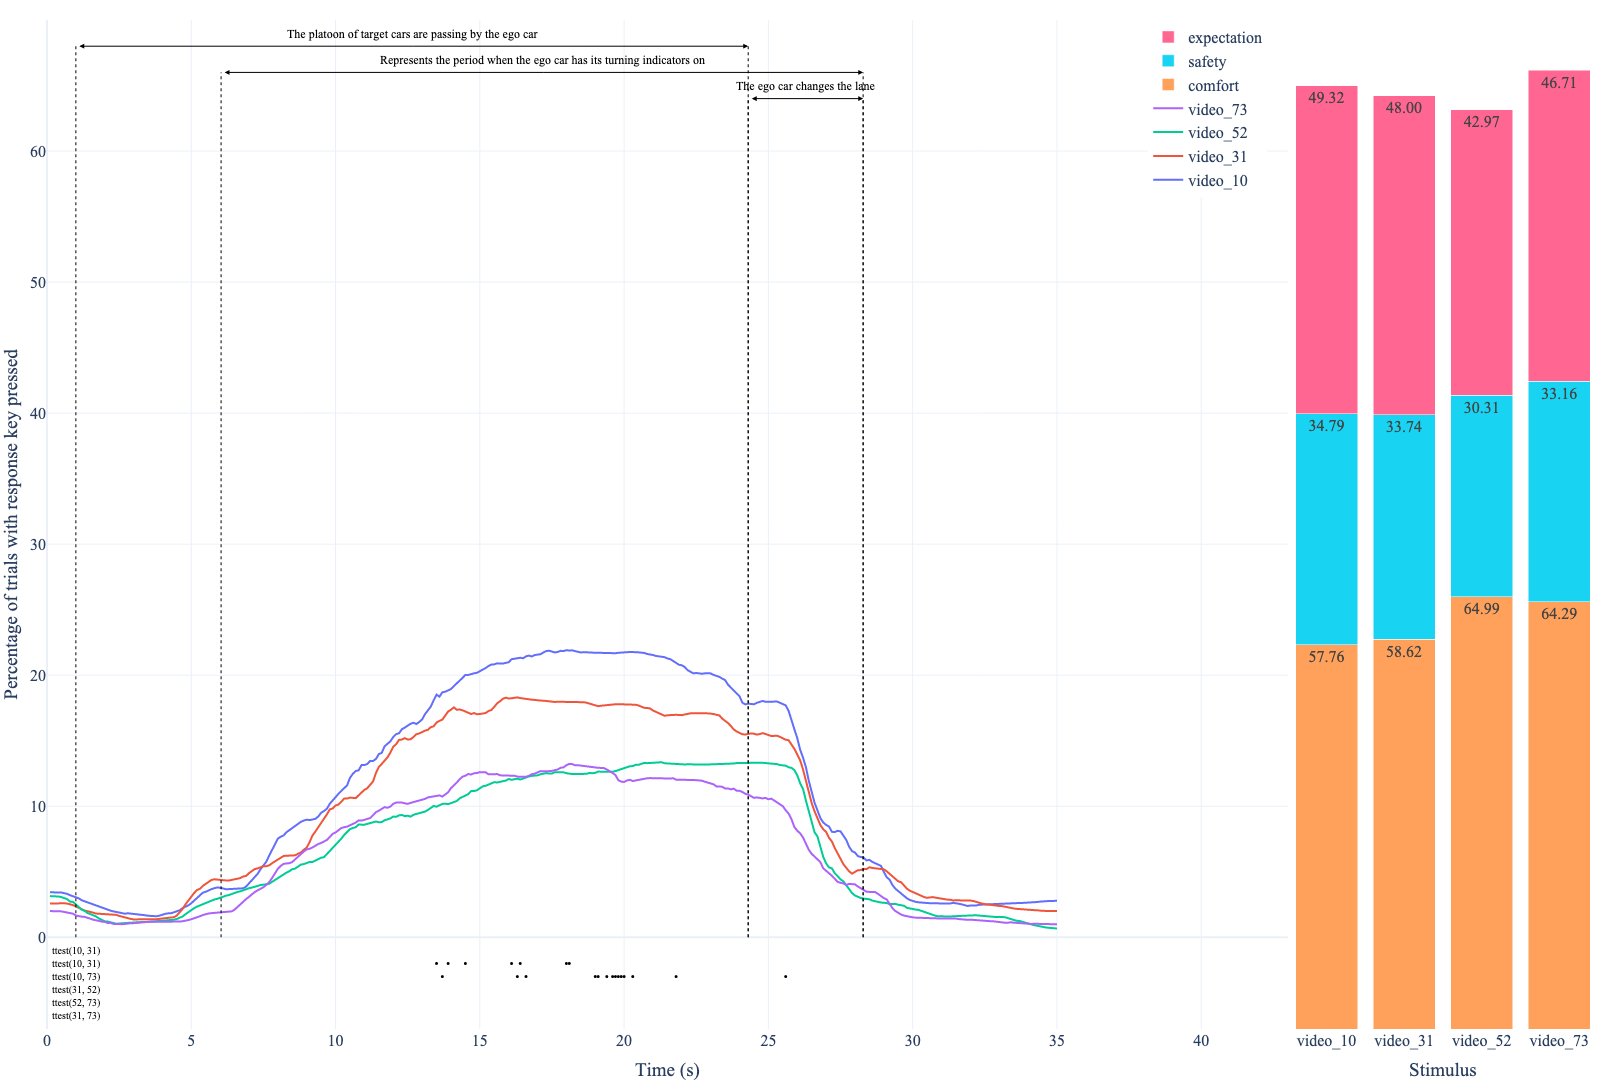 The platoon of target cars are passing by the ego car
Represents the period when the ego car has its turning indicators on
The ego car changes the lane
expectation
safety
comfort
video_73
video_52
video_31
video_10
Percentage of trials with response key pressed
60
50
40
30
20
10
0
ttest(10, 31)
ttest(10, 31)
ttest(10, 73)
ttest(31, 52)
ttest(52, 73)
ttest(31, 73)
0 5 10 15 20 25 30 35 40
Time (s)
49.32 48.00 42.97 46.71
34.79 33.74 30.31 33.16
57.76 58.62 64.99 64.29
video_10 video_31 video_52 video_73
Stimulus